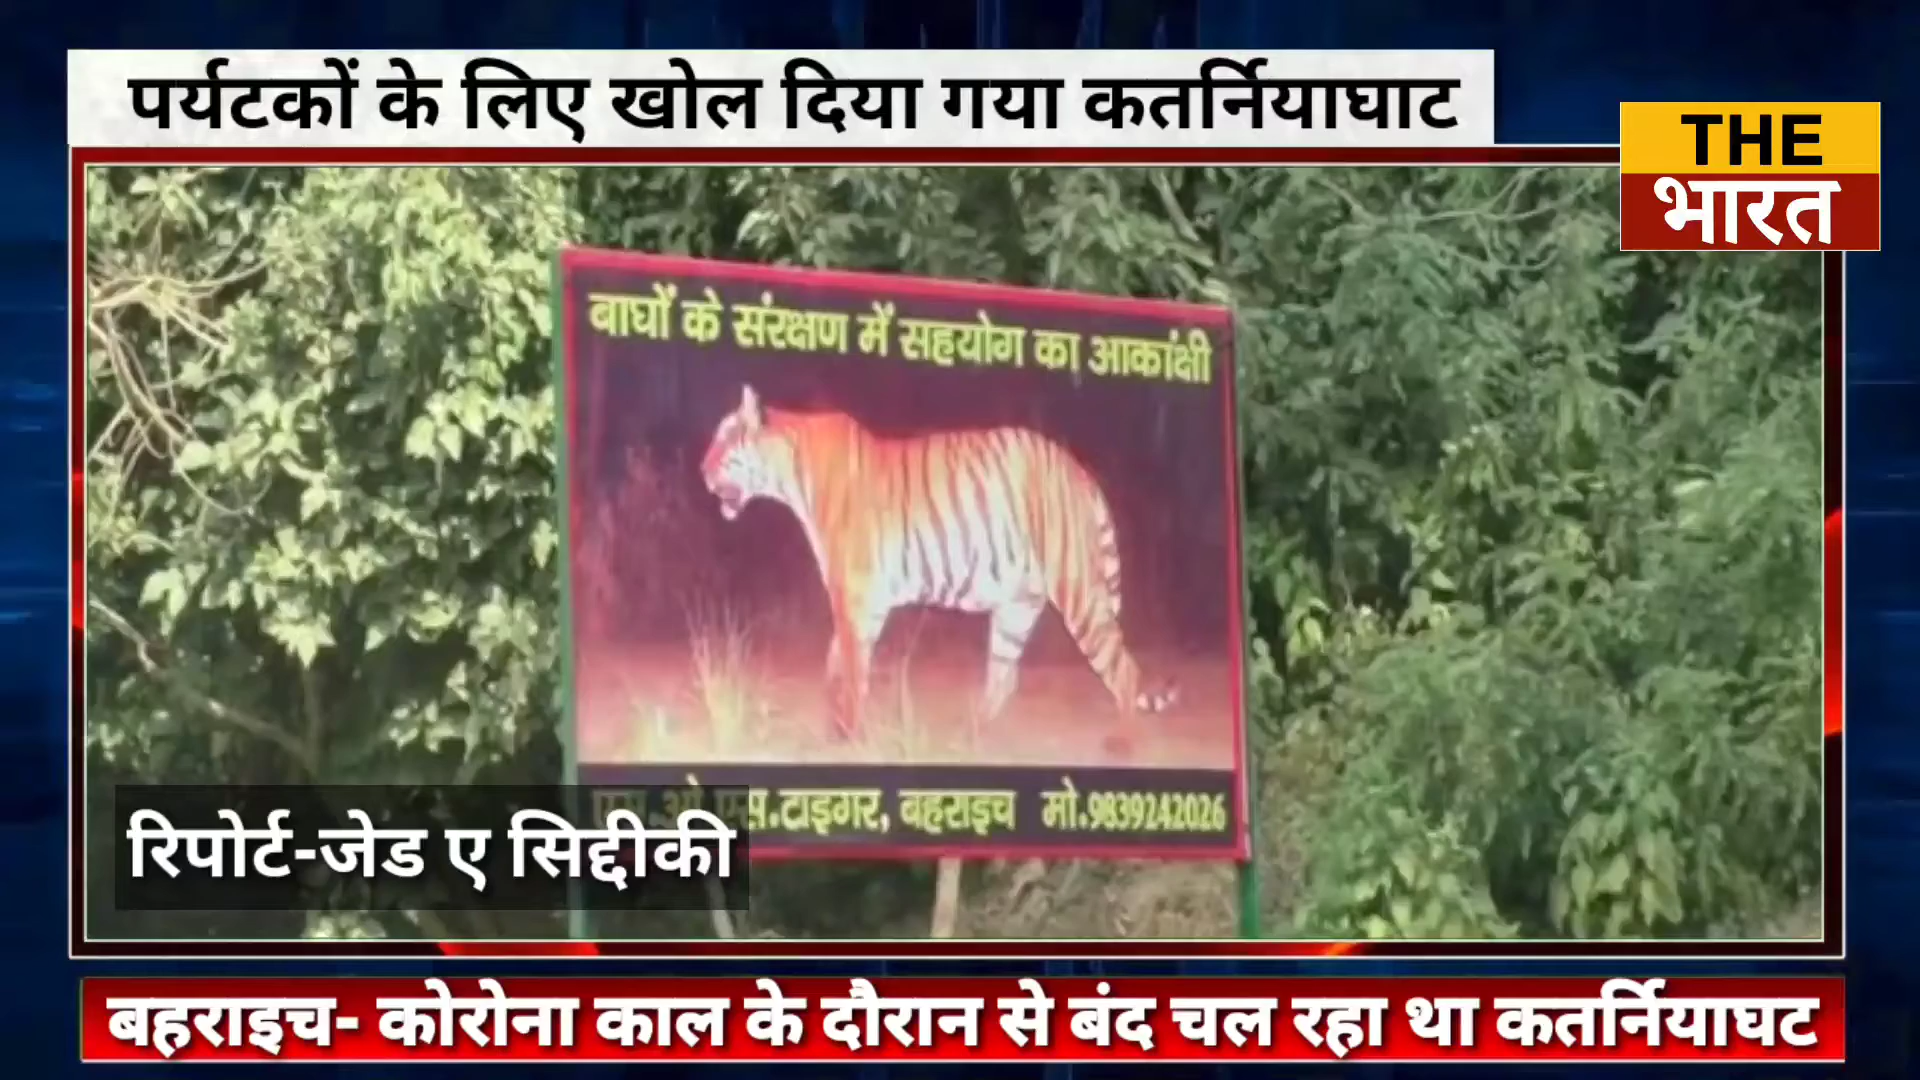 पर्यटकों के लिए खोल दिया गया कतर्नियाघाट
THE
भारत
बाघों के संरक्षण में सहयोग का आकांक्षी
एस.टाइगर, बहराइच मो.9839242026
रिपोर्ट-जेड ए सिद्दीकी
बहराइच- कोरोना काल के दौरान से बंद चल रहा था कतर्नियाघट